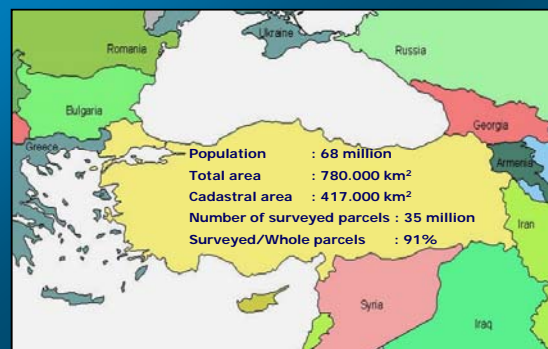 Ukraine
Romania
Russia
Bulgaria
Georgia
Greece
Armenia
Population : 68 million
Total area : 780.000 km²
Cadastral area : 417.000 km²
Number of surveyed parcels : 35 million
Surveyed/Whole parcels : 91%
Iran
Syria
Iraq